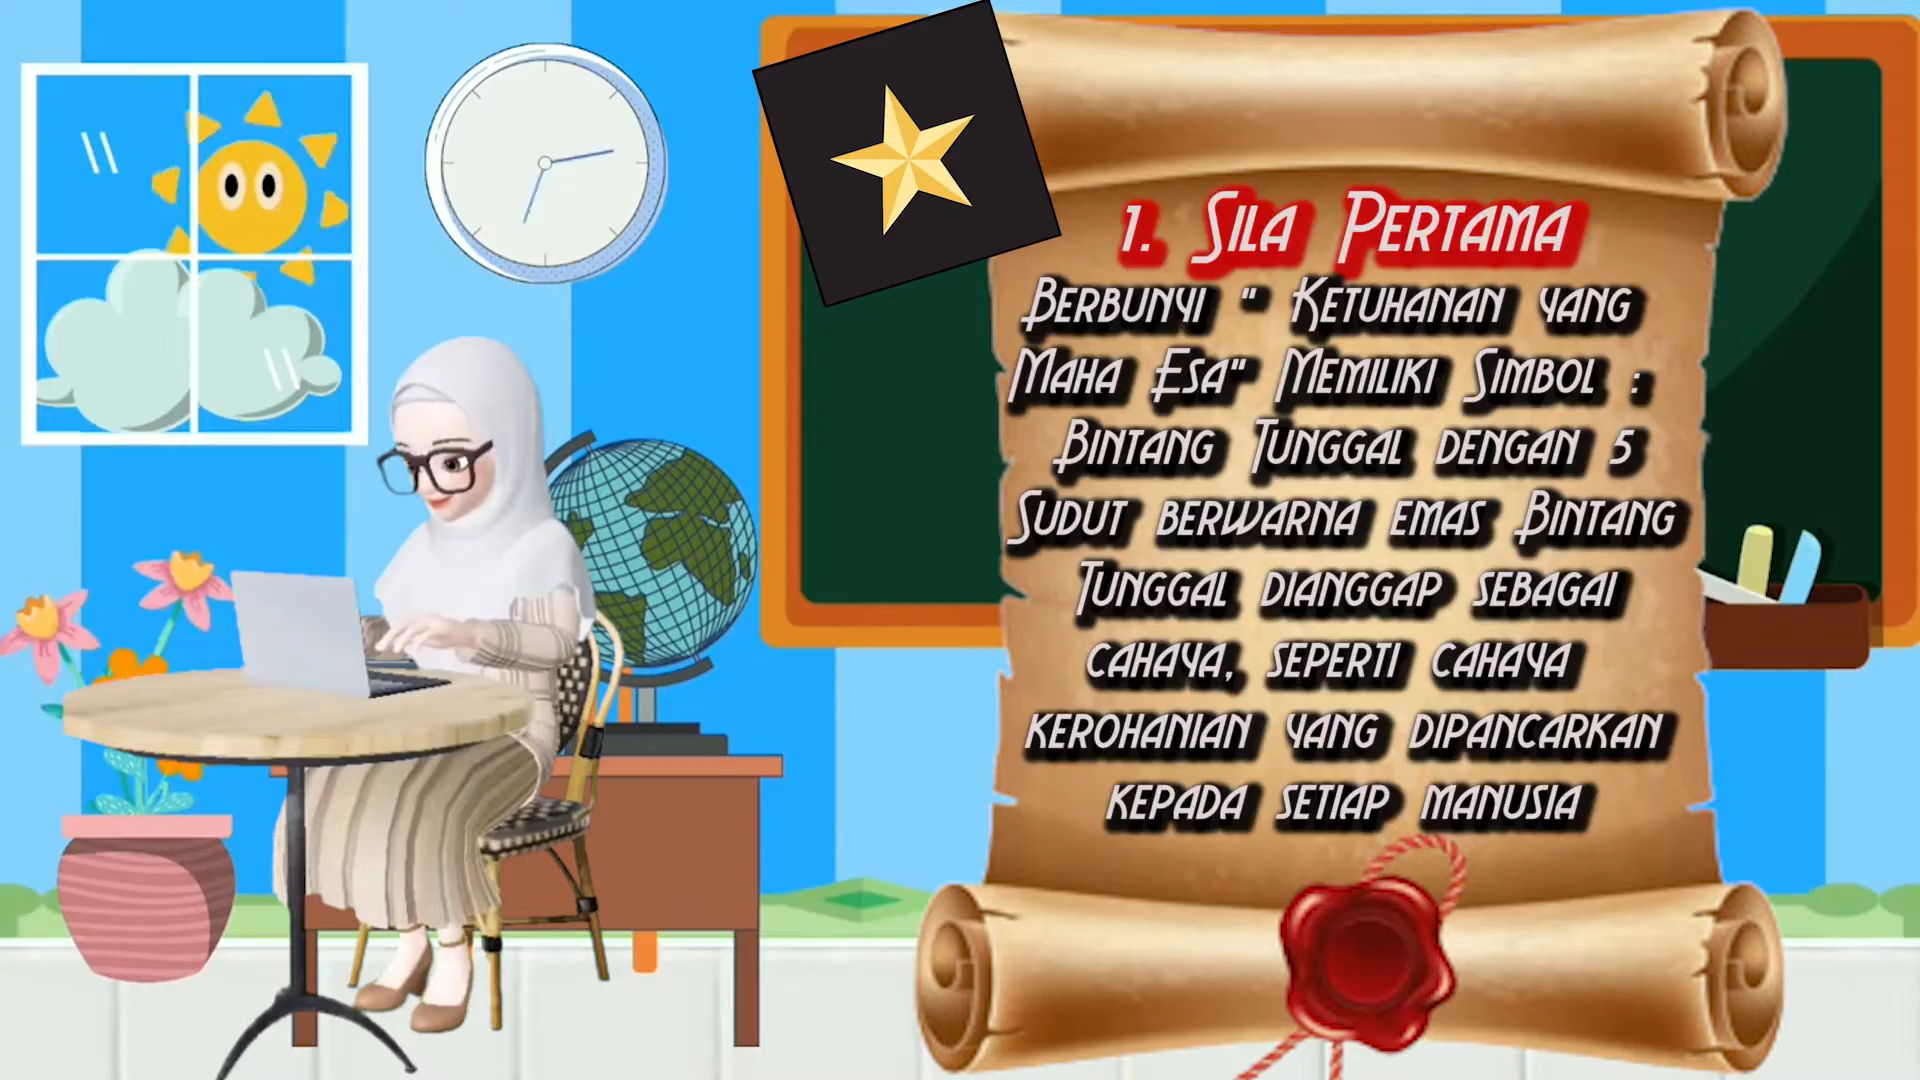 1. Sila Pertama
Berbunyi " Ketuhanan yang
Maha Esa" Memiliki Simbol :
Bintang Tunggal dengan 5
Sudut berwarna emas Bintang
Tunggal dianggap sebagai
cahaya, seperti cahaya
kerohanian yang dipancarkan
kepada setiap manusia